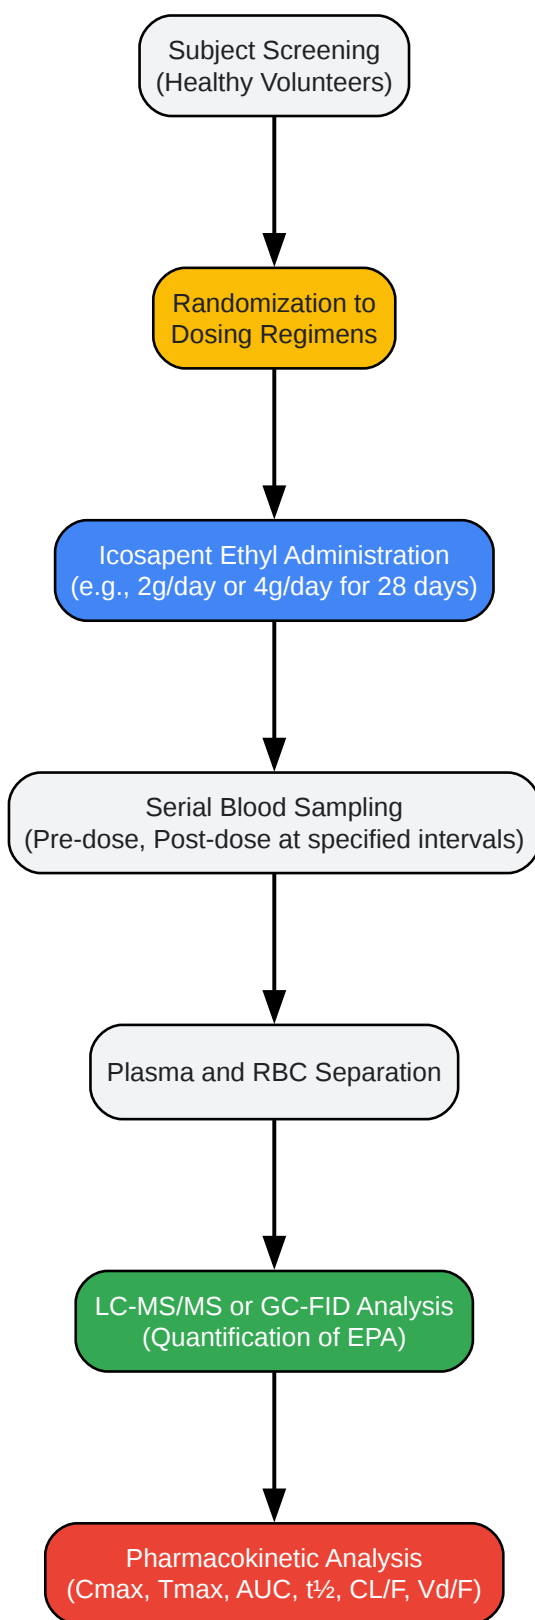 Subject Screening
(Healthy Volunteers)
Randomization to
Dosing Regimens
Icosapent Ethyl Administration
(e.g., 2g/day or 4g/day for 28 days)
Serial Blood Sampling
(Pre-dose, Post-dose at specified intervals)
Plasma and RBC Separation
LC-MS/MS or GC-FID Analysis
(Quantification of EPA)
Pharmacokinetic Analysis
(Cmax, Tmax, AUC, t½, CL/F, Vd/F)